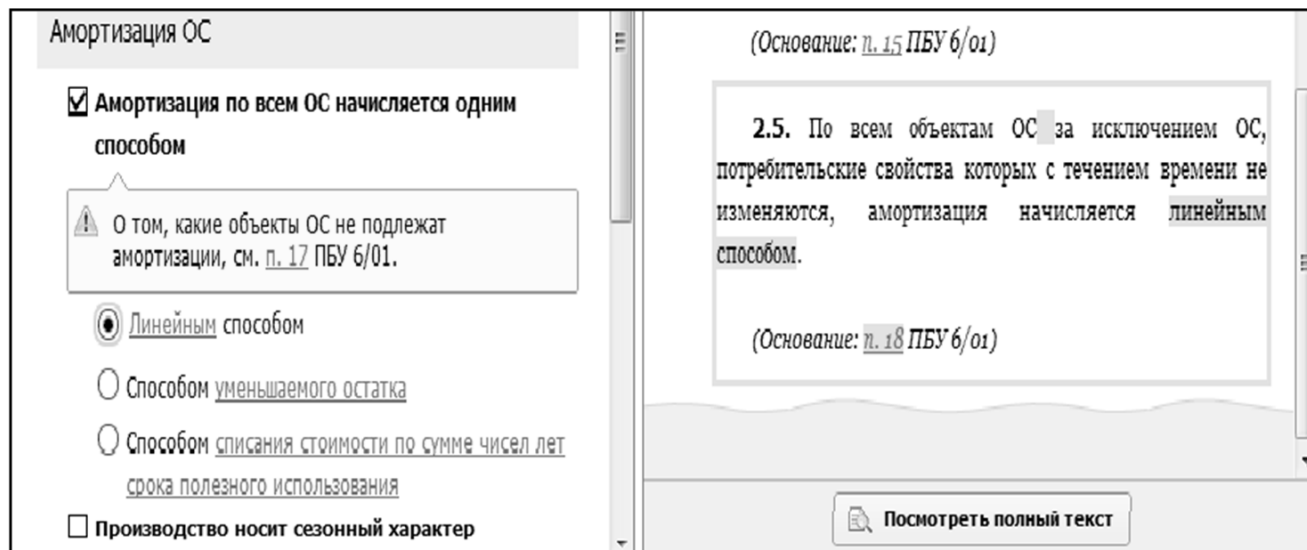 Амортизация ОС
Амортизация по всем ОС начисляется одним
способом
О том, какие объекты ОС не подлежат
амортизации, см. п. 17 ПБУ 6/01.
Линейным способом
Способом уменьшаемого остатка
Способом списания стоимости по сумме чисел лет
срока полезного использования
Производство носит сезонный характер
(Основание: п. 15 ПБУ 6/01)
2.5. По всем объектам ОС за исключением ОС,
потребительские свойства которых с течением времени не
изменяются, амортизация начисляется линейным
способом.
(Основание: п. 18 ПБУ 6/01)
Посмотреть полный текст